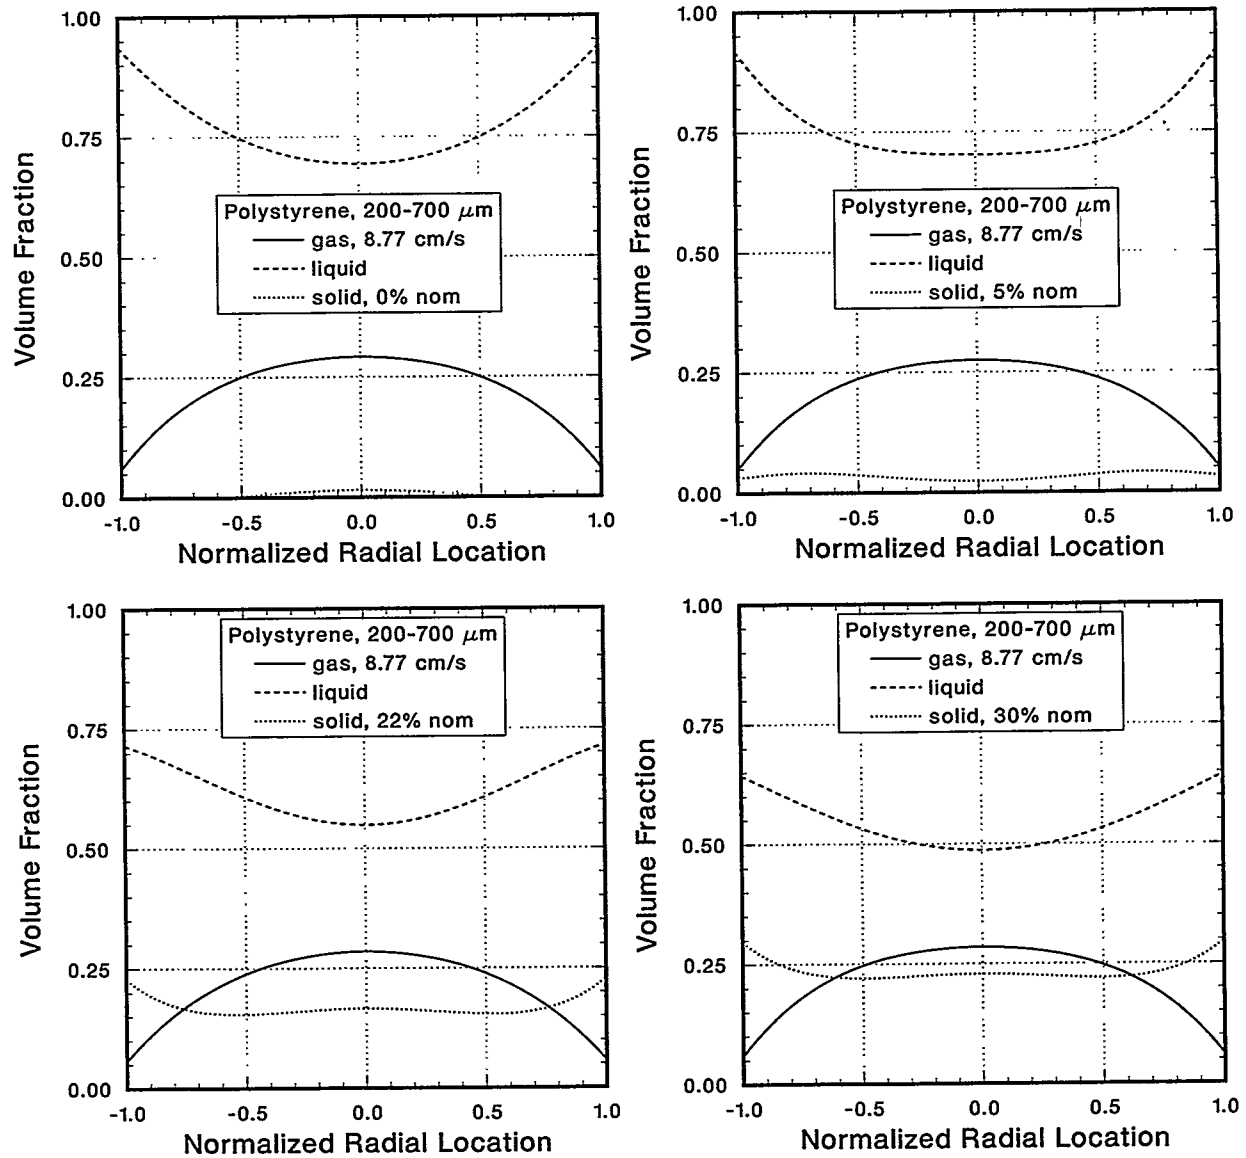 1.00
0.75
0.50
0.25
0.00
Volume Fraction
Polystyrene, 200-700 μm
gas, 8.77 cm/s
liquid
solid, 0% nom
-1.0 -0.5 0.0 0.5 1.0
Normalized Radial Location
1.00
0.75
0.50
0.25
0.00
Volume Fraction
Polystyrene, 200-700 μm
gas, 8.77 cm/s
liquid
solid, 5% nom
-1.0 -0.5 0.0 0.5 1.0
Normalized Radial Location
1.00
0.75
0.50
0.25
0.00
Volume Fraction
Polystyrene, 200-700 μm
gas, 8.77 cm/s
liquid
solid, 22% nom
-1.0 -0.5 0.0 0.5 1.0
Normalized Radial Location
1.00
0.75
0.50
0.25
0.00
Volume Fraction
Polystyrene, 200-700 μm
gas, 8.77 cm/s
liquid
solid, 30% nom
-1.0 -0.5 0.0 0.5 1.0
Normalized Radial Location